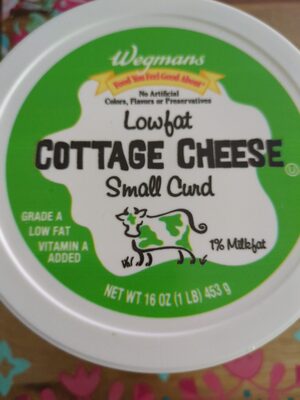 Wegmans
Food You Feel Good About
No Artificial
Colors, Flavors or Preservatives
Lowfat
COTTAGE CHEESE
Small Curd
GRADE A
LOW FAT
VITAMIN A
ADDED
1% Milkfat
NET WT 16 OZ (1 LB) 453 g